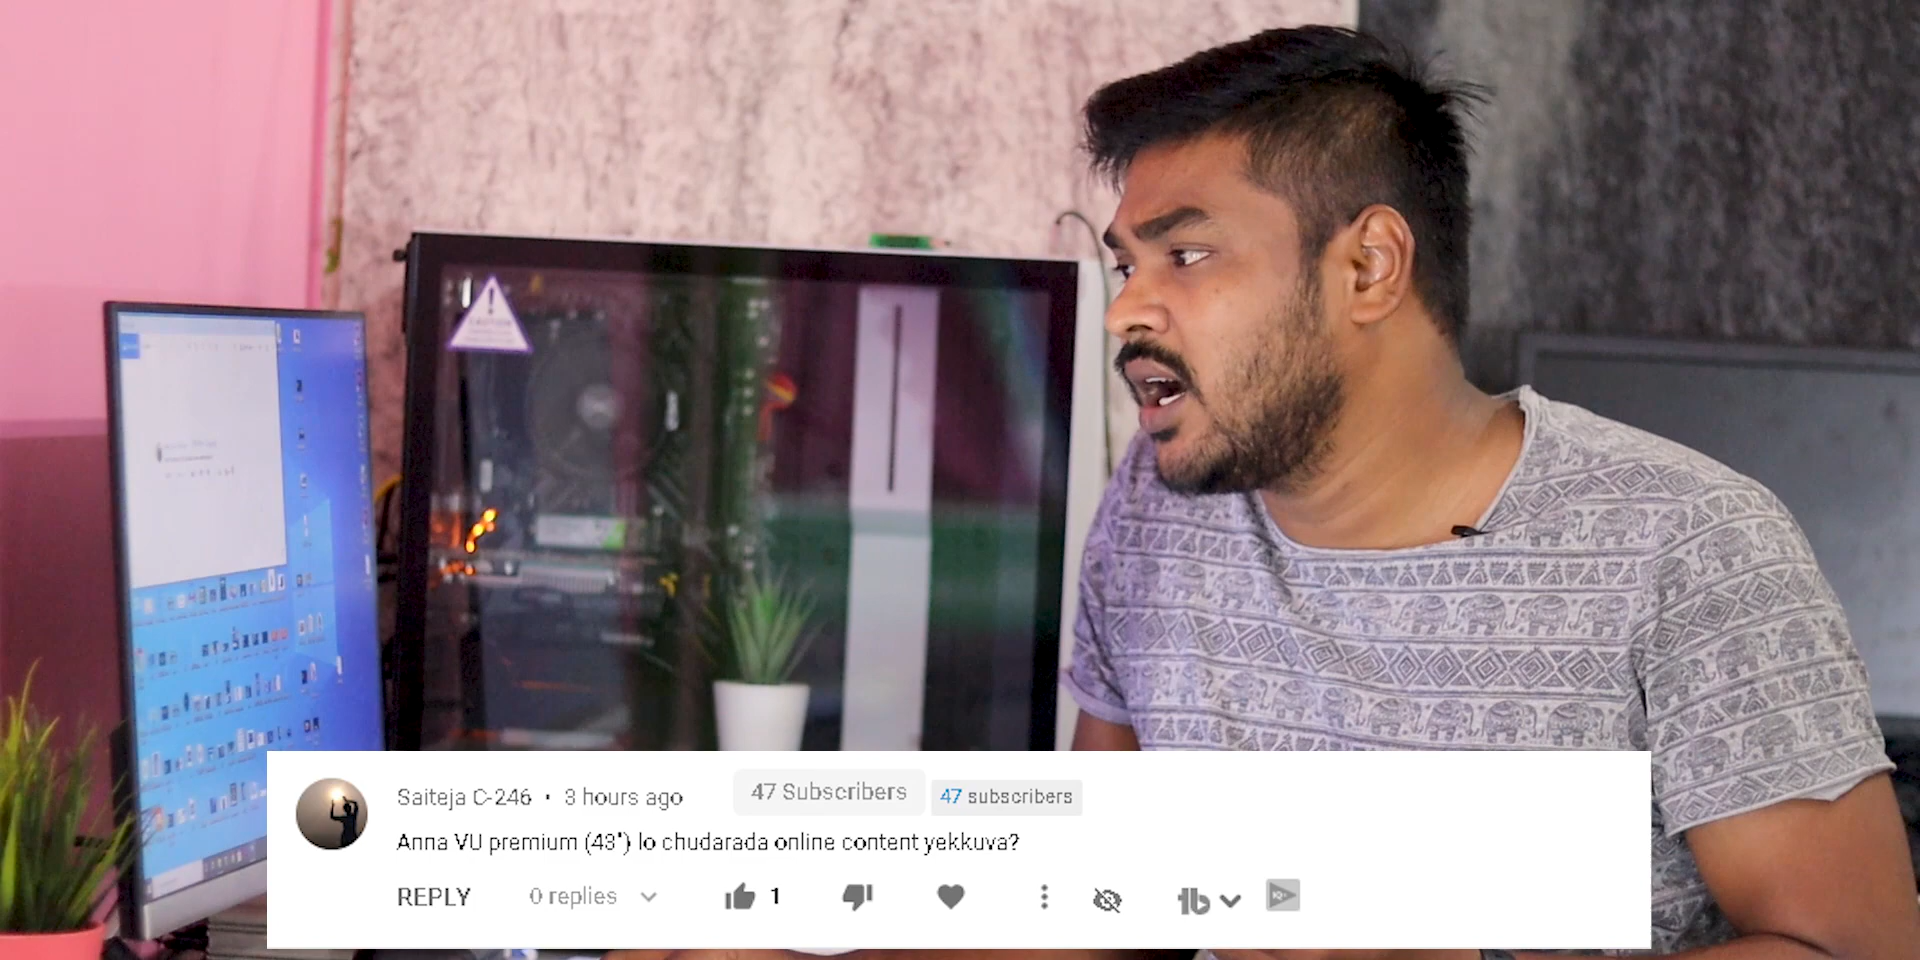 CAUTION
Saiteja C-246 • 3 hours ago 47 Subscribers 47 subscribers
Anna VU premium (43") lo chudarada online content yekkuva?
REPLY 0 replies 1